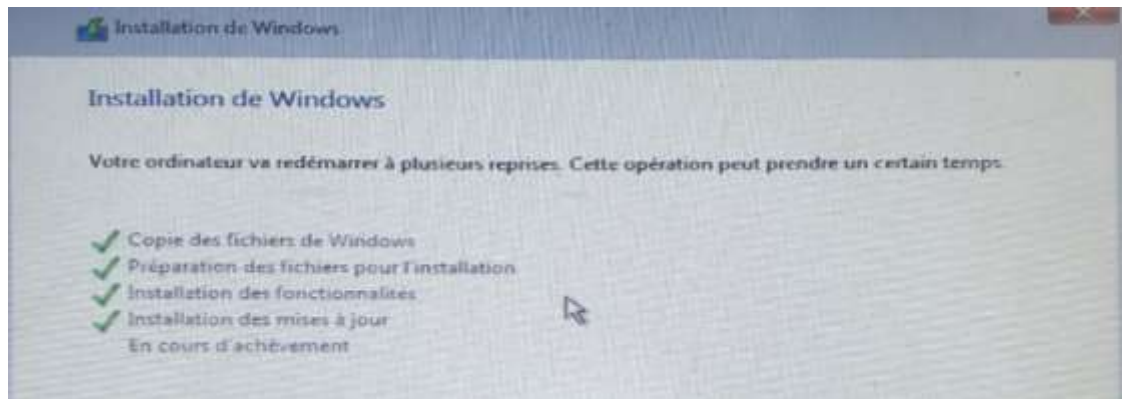 Installation de Windows
Installation de Windows
Votre ordinateur va redémarrer à plusieurs reprises. Cette opération peut prendre un certain temps.
Copie des fichiers de Windows
Préparation des fichiers pour l'installation
Installation des fonctionnalités
Installation des mises à jour
En cours d'achèvement